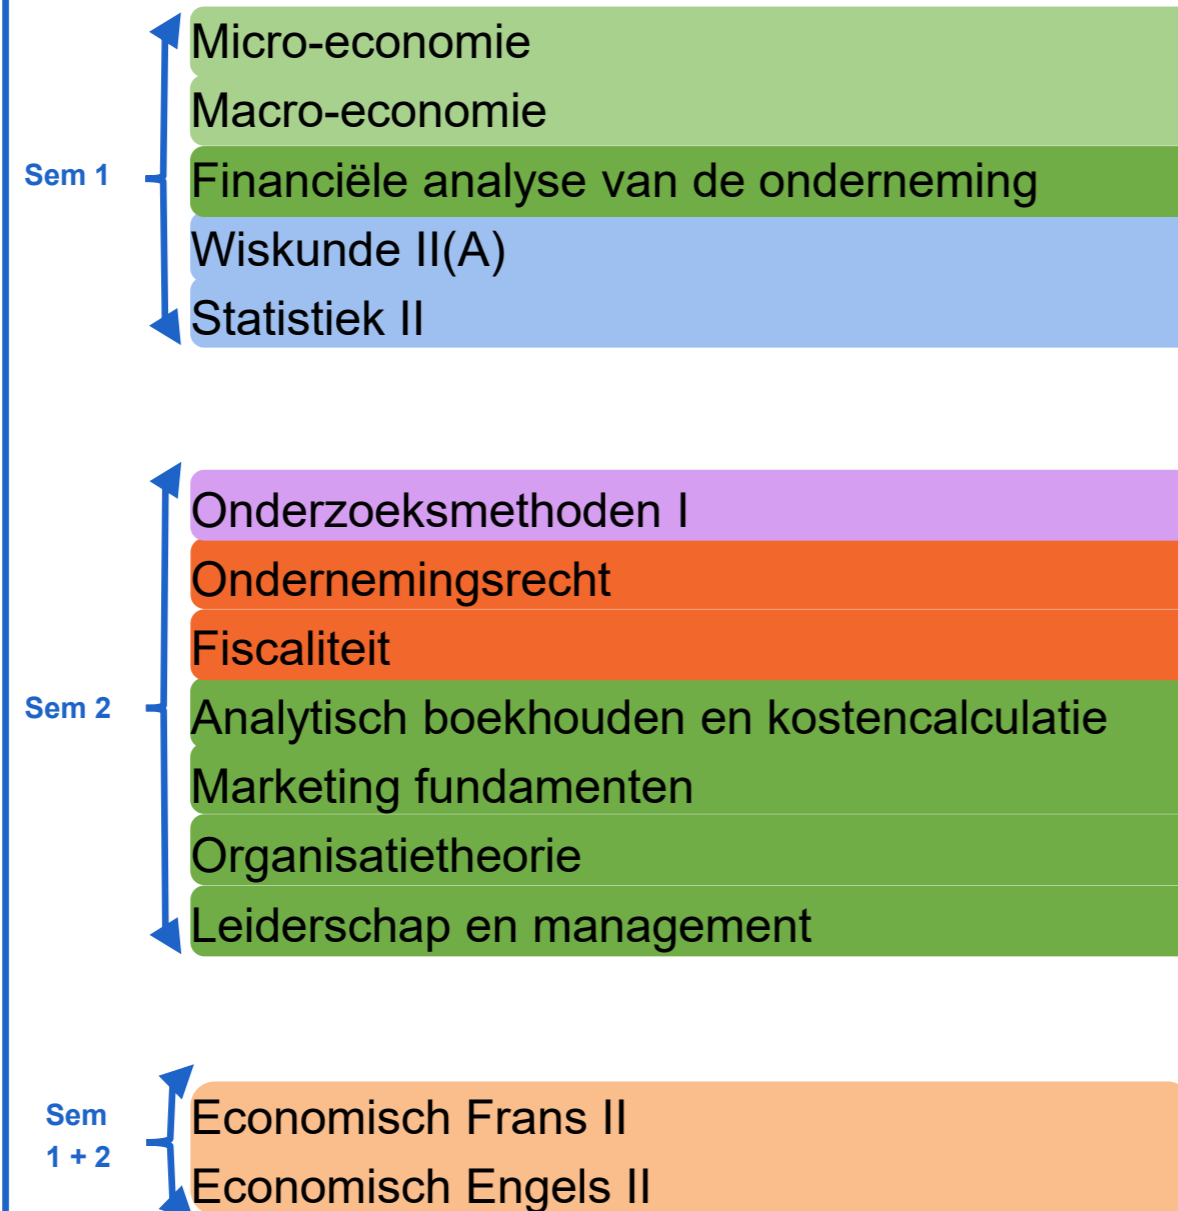 Micro-economie
Macro-economie
Sem 1
Financiële analyse van de onderneming
Wiskunde II(A)
Statistiek II
Onderzoeksmethoden I
Ondernemingsrecht
Fiscaliteit
Sem 2
Analytisch boekhouden en kostencalculatie
Marketing fundamenten
Organisatietheorie
Leiderschap en management
Sem
1 + 2
Economisch Frans II
Economisch Engels II